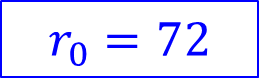 r₀ = 72